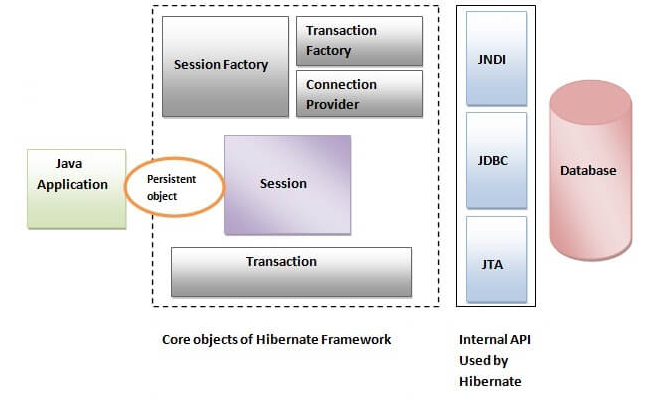 Session Factory
Transaction
Factory
Connection
Provider
JNDI
Java
Application
Persistent
object
Session
JDBC
Database
Transaction
JTA
Core objects of Hibernate Framework
Internal API
Used by
Hibernate